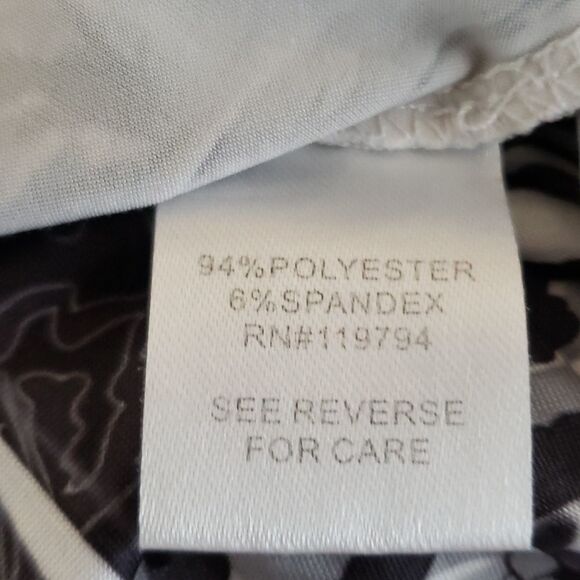 94%POLYESTER
6%SPANDEX
RN#119794
SEE REVERSE
FOR CARE